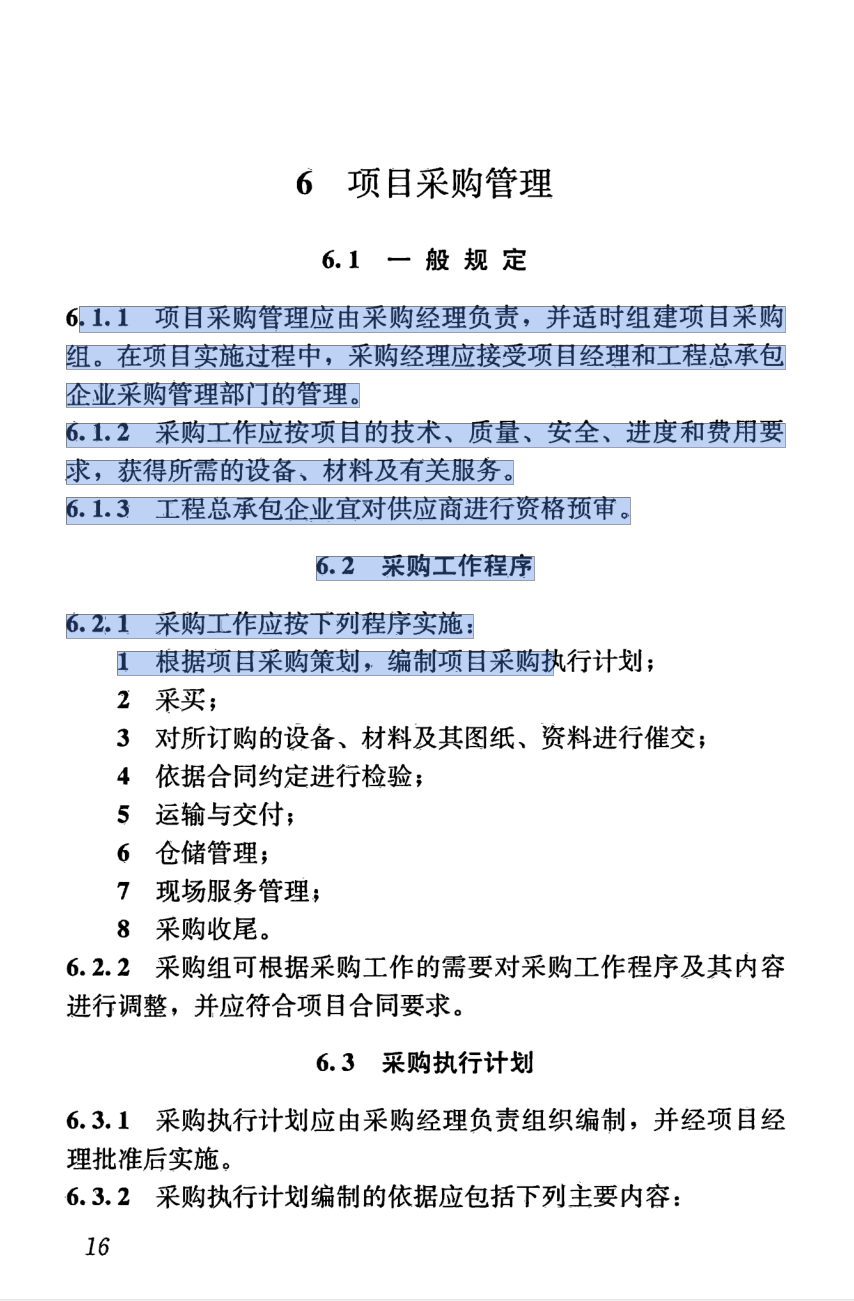 6 项目采购管理
6.1 一般规定
6.1.1 项目采购管理应由采购经理负责，并适时组建项目采购
组。在项目实施过程中，采购经理应接受项目经理和工程总承包
企业采购管理部门的管理。
6.1.2 采购工作应按项目的技术、质量、安全、进度和费用要
求，获得所需的设备、材料及有关服务。
6.1.3 工程总承包企业宜对供应商进行资格预审。
6.2 采购工作程序
6.2.1 采购工作应按下列程序实施：
1 根据项目采购策划，编制项目采购执行计划；
2 采买；
3 对所订购的设备、材料及其图纸、资料进行催交；
4 依据合同约定进行检验；
5 运输与交付；
6 仓储管理；
7 现场服务管理；
8 采购收尾。
6.2.2 采购组可根据采购工作的需要对采购工作程序及其内容
进行调整，并应符合项目合同要求。
6.3 采购执行计划
6.3.1 采购执行计划应由采购经理负责组织编制，并经项目经
理批准后实施。
6.3.2 采购执行计划编制的依据应包括下列主要内容：
16